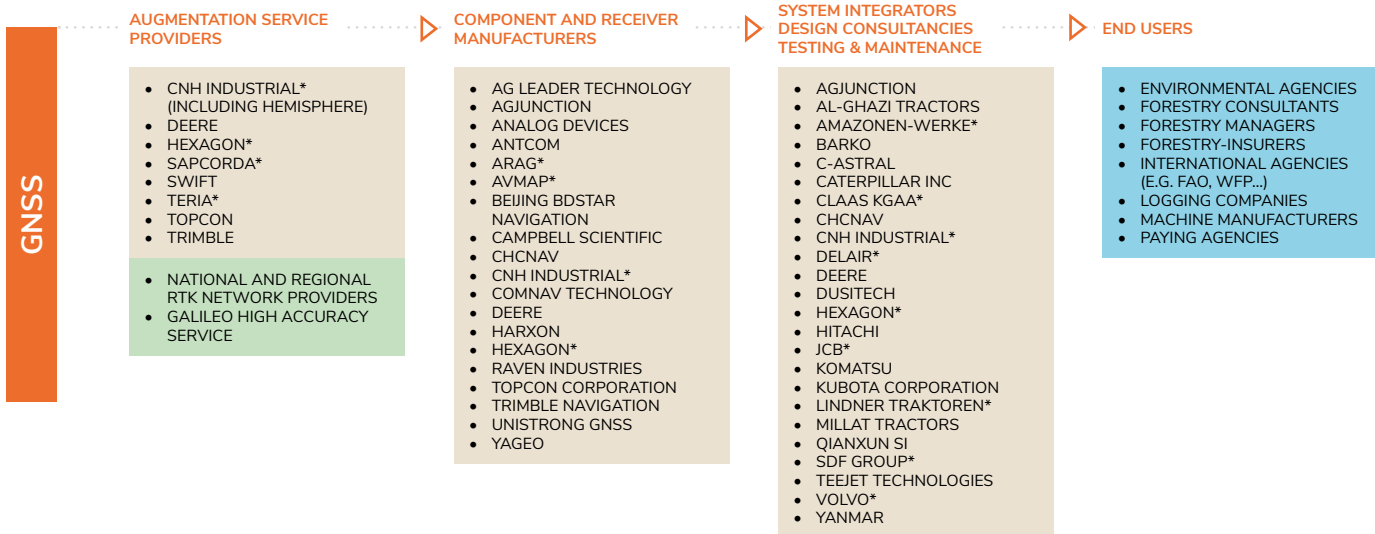 GNSS
AUGMENTATION SERVICE
PROVIDERS
• CNH INDUSTRIAL*
(INCLUDING HEMISPHERE)
• DEERE
• HEXAGON*
• SAPCORDA*
• SWIFT
• TERIA*
• TOPCON
• TRIMBLE
• NATIONAL AND REGIONAL
RTK NETWORK PROVIDERS
• GALILEO HIGH ACCURACY
SERVICE
COMPONENT AND RECEIVER
MANUFACTURERS
• AG LEADER TECHNOLOGY
• AGJUNCTION
• ANALOG DEVICES
• ANTCOM
• ARAG*
• AVMAP*
• BEIJING BDSTAR
NAVIGATION
• CAMPBELL SCIENTIFIC
• CHCNAV
• CNH INDUSTRIAL*
• COMNAV TECHNOLOGY
• DEERE
• HARXON
• HEXAGON*
• RAVEN INDUSTRIES
• TOPCON CORPORATION
• TRIMBLE NAVIGATION
• UNISTRONG GNSS
• YAGEO
SYSTEM INTEGRATORS
DESIGN CONSULTANCIES
TESTING & MAINTENANCE
• AGJUNCTION
• AL-GHAZI TRACTORS
• AMAZONEN-WERKE*
• BARKO
• C-ASTRAL
• CATERPILLAR INC
• CLAAS KGAA*
• CHCNAV
• CNH INDUSTRIAL*
• DELAIR*
• DEERE
• DUSITECH
• HEXAGON*
• HITACHI
• JCB*
• KOMATSU
• KUBOTA CORPORATION
• LINDNER TRAKTOREN*
• MILLAT TRACTORS
• QIANXUN SI
• SDF GROUP*
• TEEJET TECHNOLOGIES
• VOLVO*
• YANMAR
END USERS
• ENVIRONMENTAL AGENCIES
• FORESTRY CONSULTANTS
• FORESTRY MANAGERS
• FORESTRY-INSURERS
• INTERNATIONAL AGENCIES
(E.G. FAO, WFP...)
• LOGGING COMPANIES
• MACHINE MANUFACTURERS
• PAYING AGENCIES